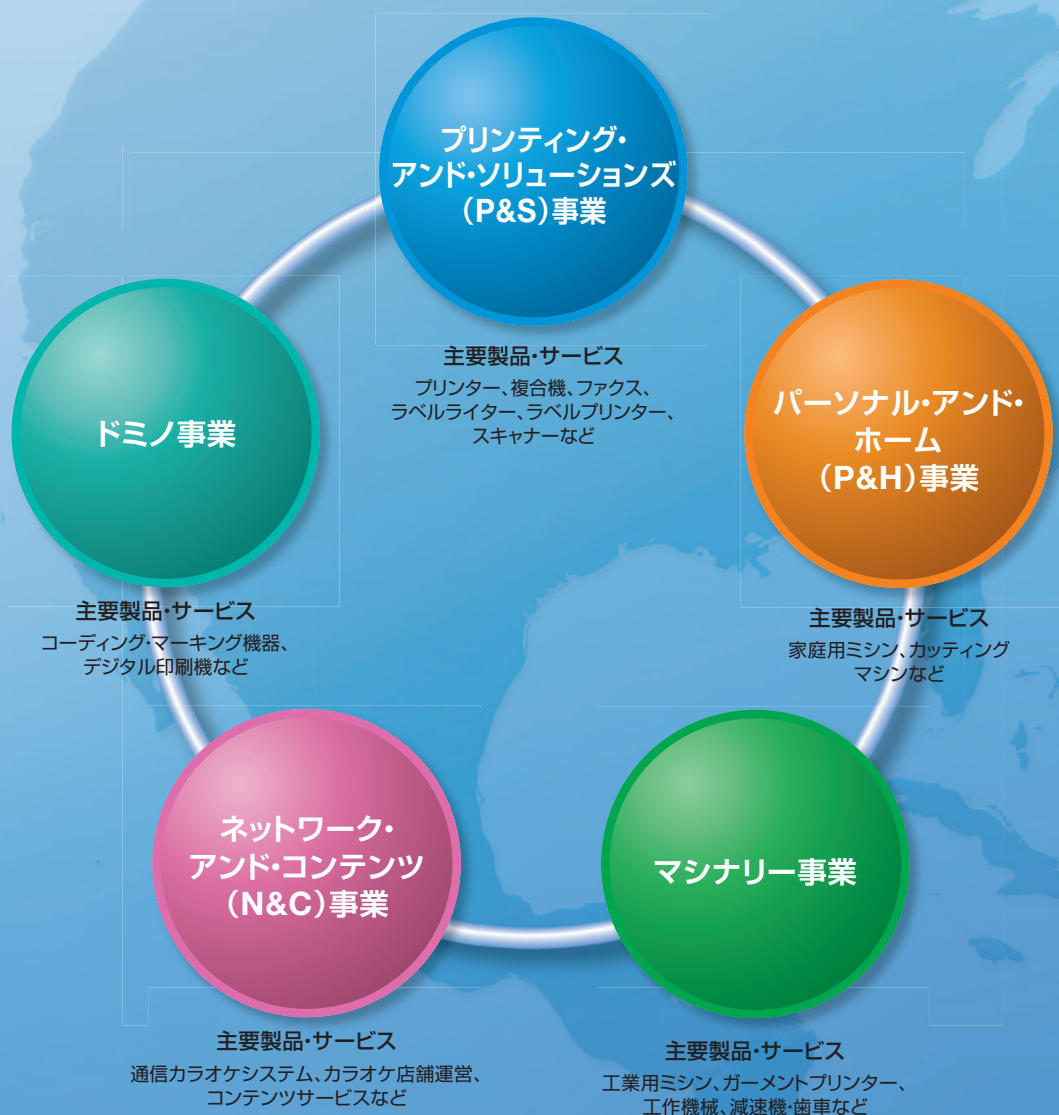 プリンティング・
アンド・ソリューションズ
（P&S）事業
主要製品・サービス
プリンター、複合機、ファクス、
ラベルライター、ラベルプリンター、
スキャナーなど
ドミノ事業
主要製品・サービス
コーディング・マーキング機器、
デジタル印刷機など
パーソナル・アンド・
ホーム
（P&H）事業
主要製品・サービス
家庭用ミシン、カッティング
マシンなど
ネットワーク・
アンド・コンテンツ
（N&C）事業
主要製品・サービス
通信カラオケシステム、カラオケ店舗運営、
コンテンツサービスなど
マシナリー事業
主要製品・サービス
工業用ミシン、ガーメントプリンター、
工作機械、減速機・歯車など